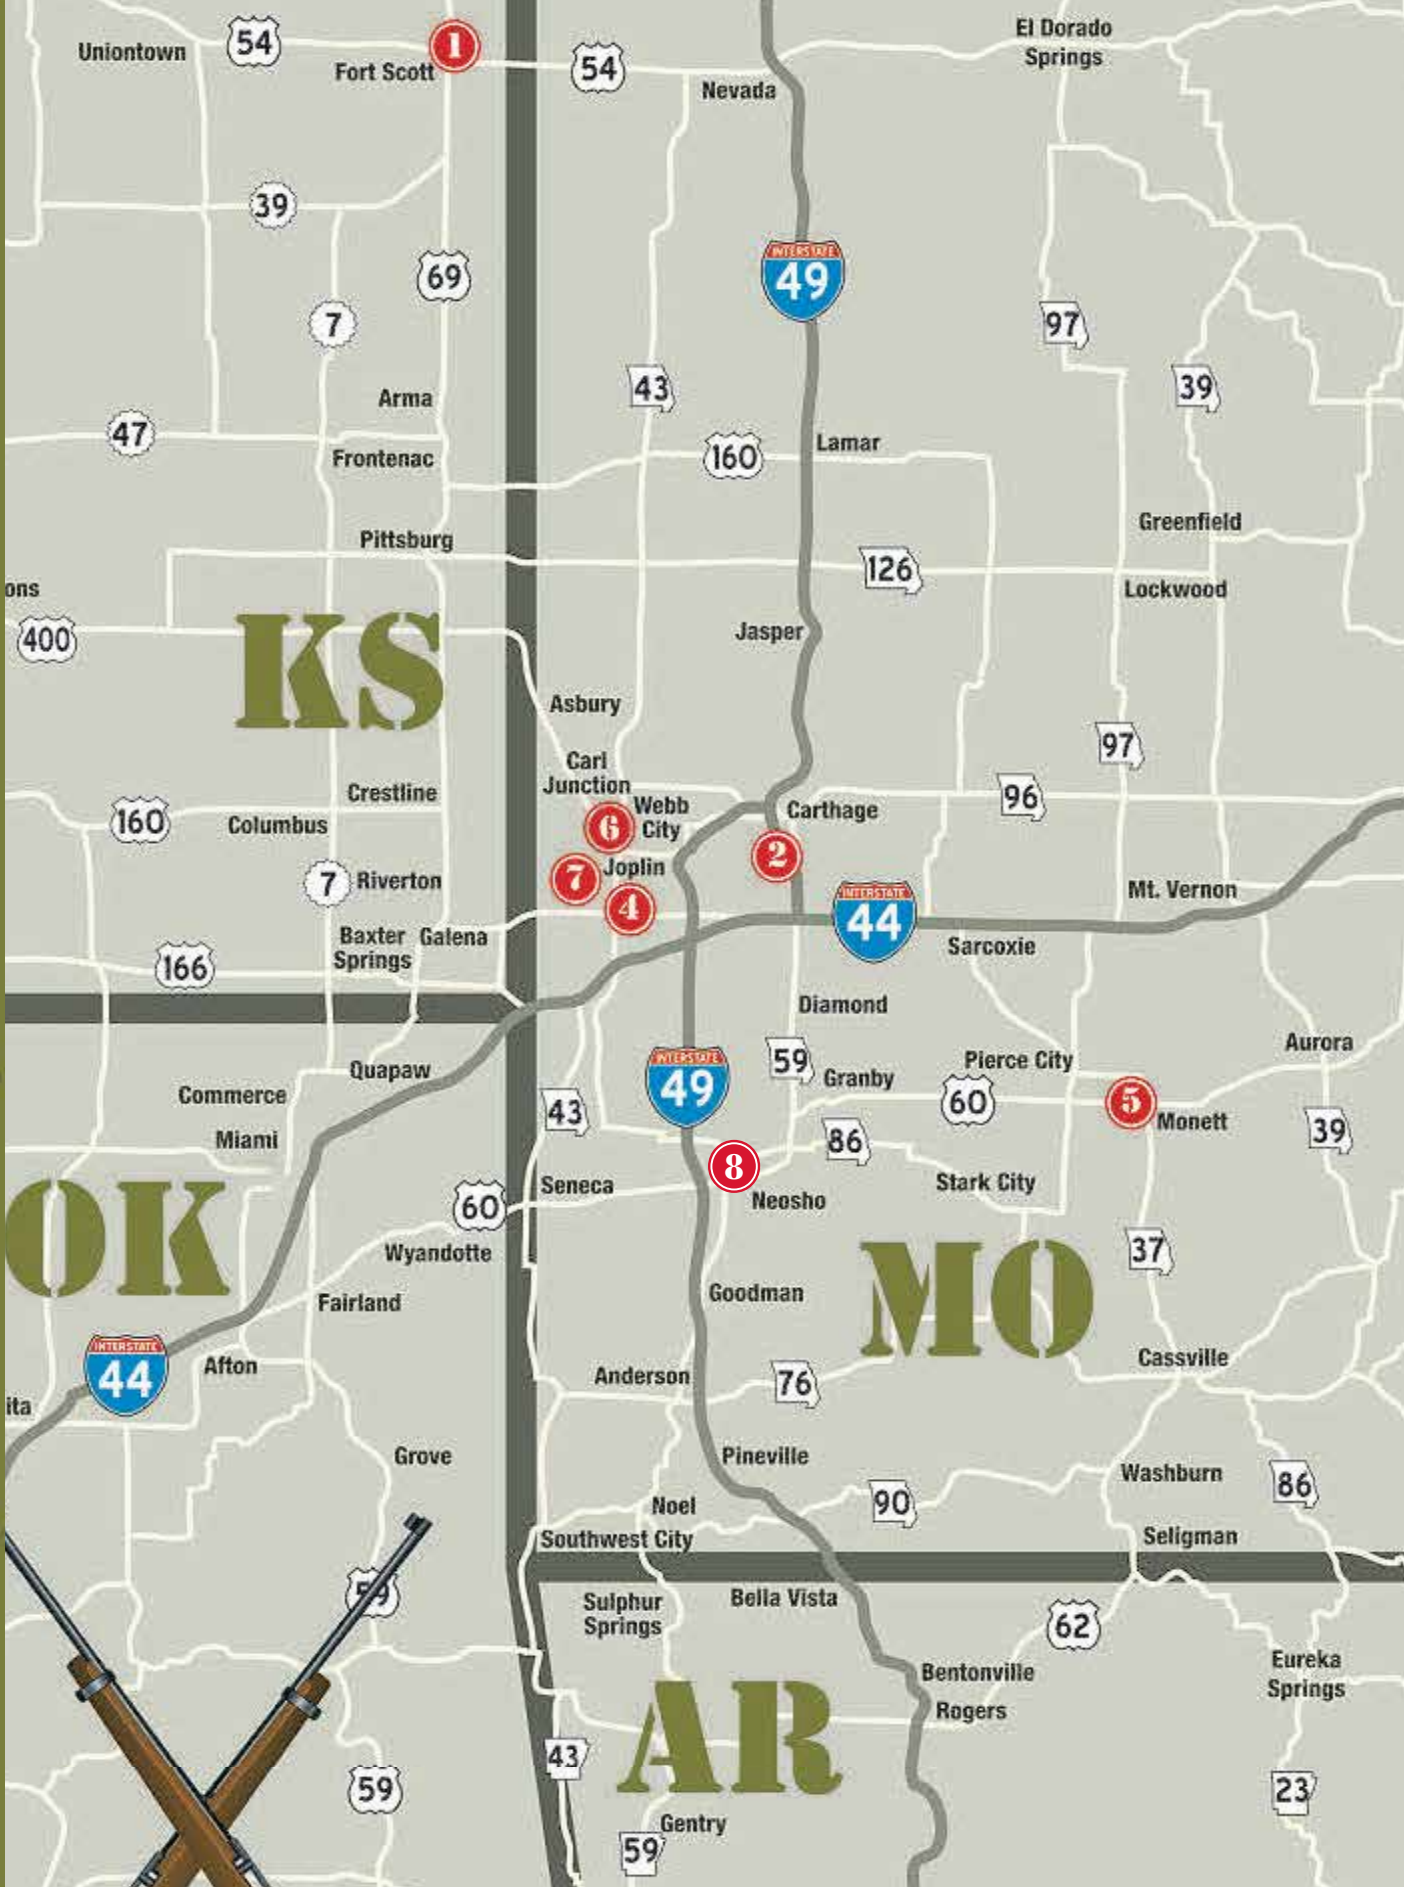 El Dorado
Springs
1
Uniontown
54
Fort Scott
54
Nevada
39
69
INTERSTATE
49
7
97
43
39
Arma
47
Frontenac
160
Lamar
Greenfield
Pittsburg
126
Lockwood
ons
400
KS
Jasper
Asbury
97
Carl
Junction
Crestline
96
Webb
City
160
Columbus
6
Carthage
2
7
Riverton
7
Joplin
4
INTERSTATE
44
Mt. Vernon
Baxter
Springs
Galena
Sarcoxie
166
Diamond
Aurora
INTERSTATE
49
59
Pierce City
Quapaw
Granby
Commerce
43
60
5
Monett
Miami
86
39
8
OK
Seneca
Stark City
60
Neosho
Wyandotte
37
MO
Goodman
Fairland
INTERSTATE
44
Afton
Cassville
Anderson
76
ita
Grove
Pineville
Washburn
86
Noel
90
Southwest City
Seligman
59
Sulphur
Springs
Bella Vista
62
Bentonville
Eureka
Springs
Rogers
AR
43
59
23
Gentry
59